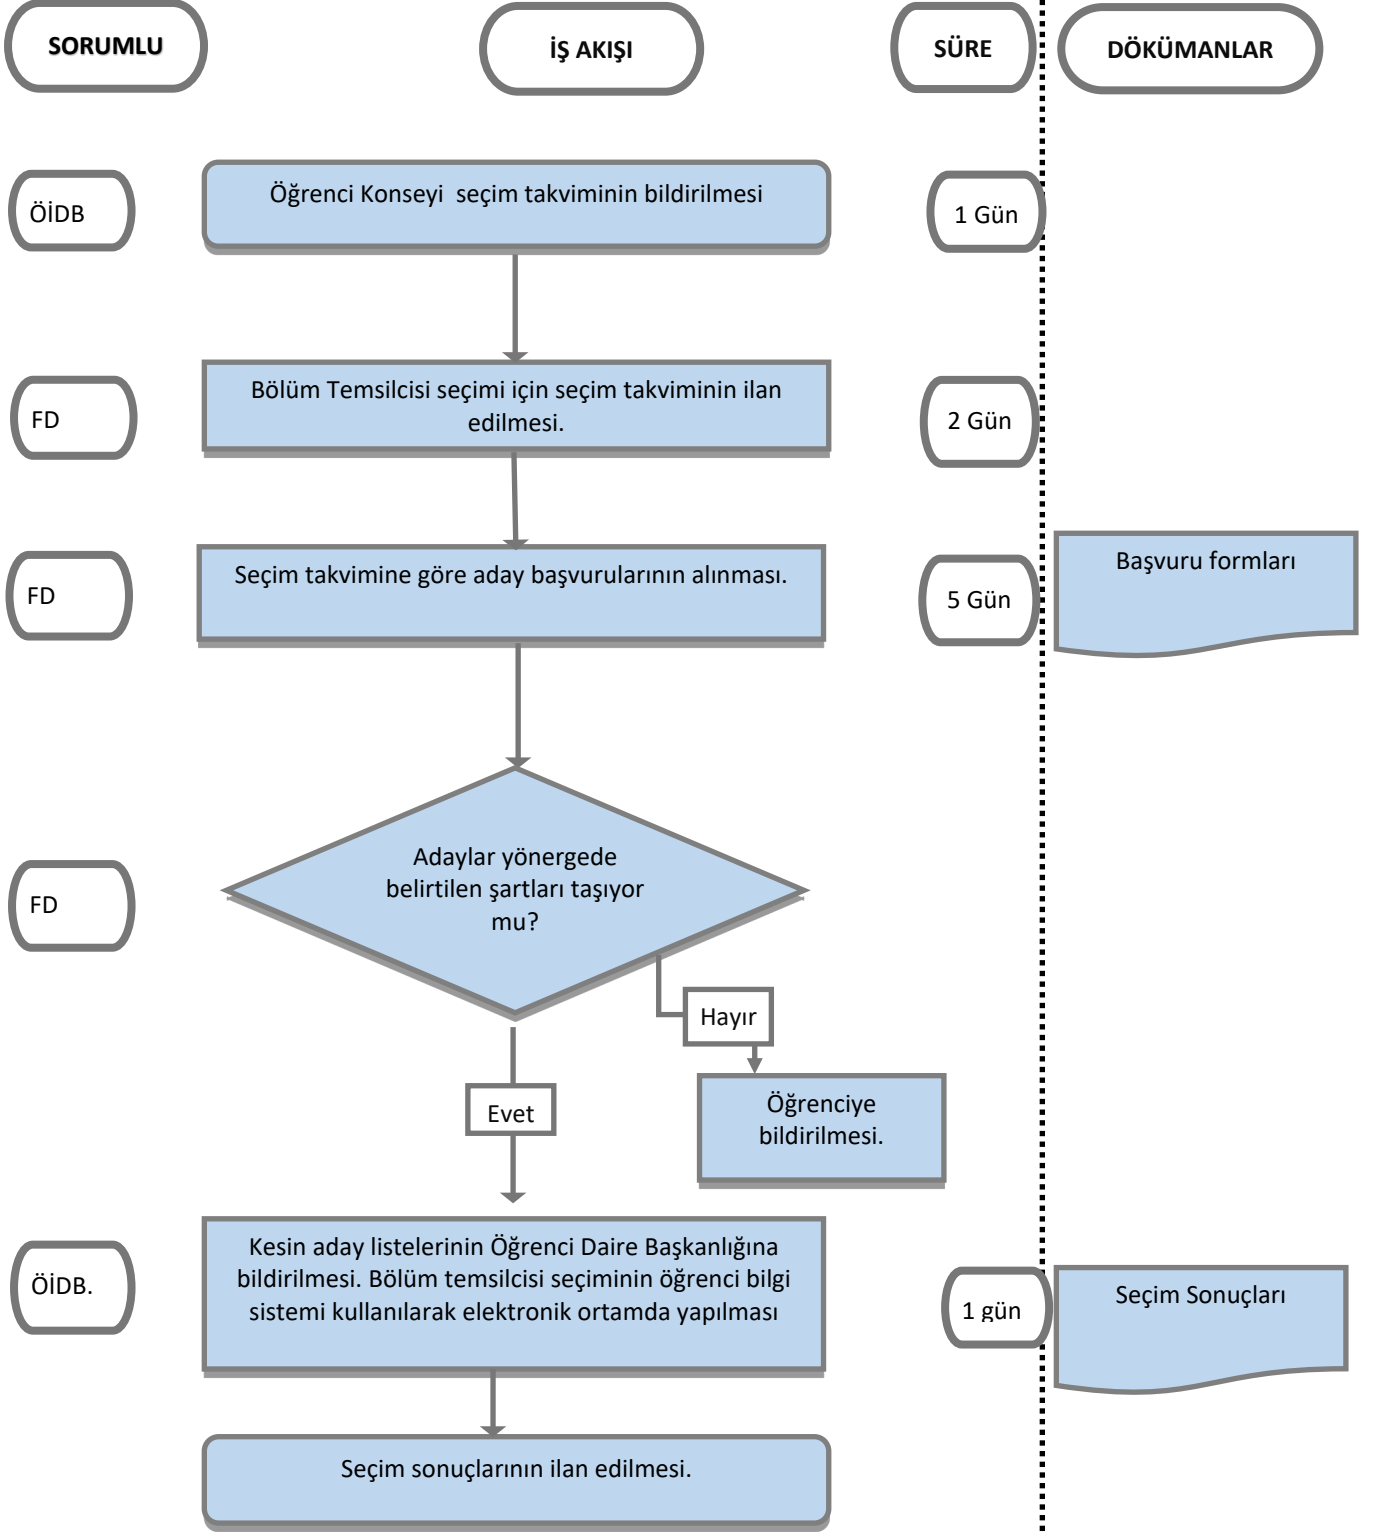 SORUMLU
İŞ AKIŞI
SÜRE
DÖKÜMANLAR
ÖİDB
Öğrenci Konseyi  seçim takviminin bildirilmesi
1 Gün
FD
Bölüm Temsilcisi seçimi için seçim takviminin ilan
edilmesi.
2 Gün
FD
Seçim takvimine göre aday başvurularının alınması.
5 Gün
Başvuru formları
FD
Adaylar yönergede
belirtilen şartları taşıyor
mu?
Hayır
Öğrenciye
bildirilmesi.
Evet
ÖİDB.
Kesin aday listelerinin Öğrenci Daire Başkanlığına
bildirilmesi. Bölüm temsilcisi seçiminin öğrenci bilgi
sistemi kullanılarak elektronik ortamda yapılması
1 gün
Seçim Sonuçları
Seçim sonuçlarının ilan edilmesi.